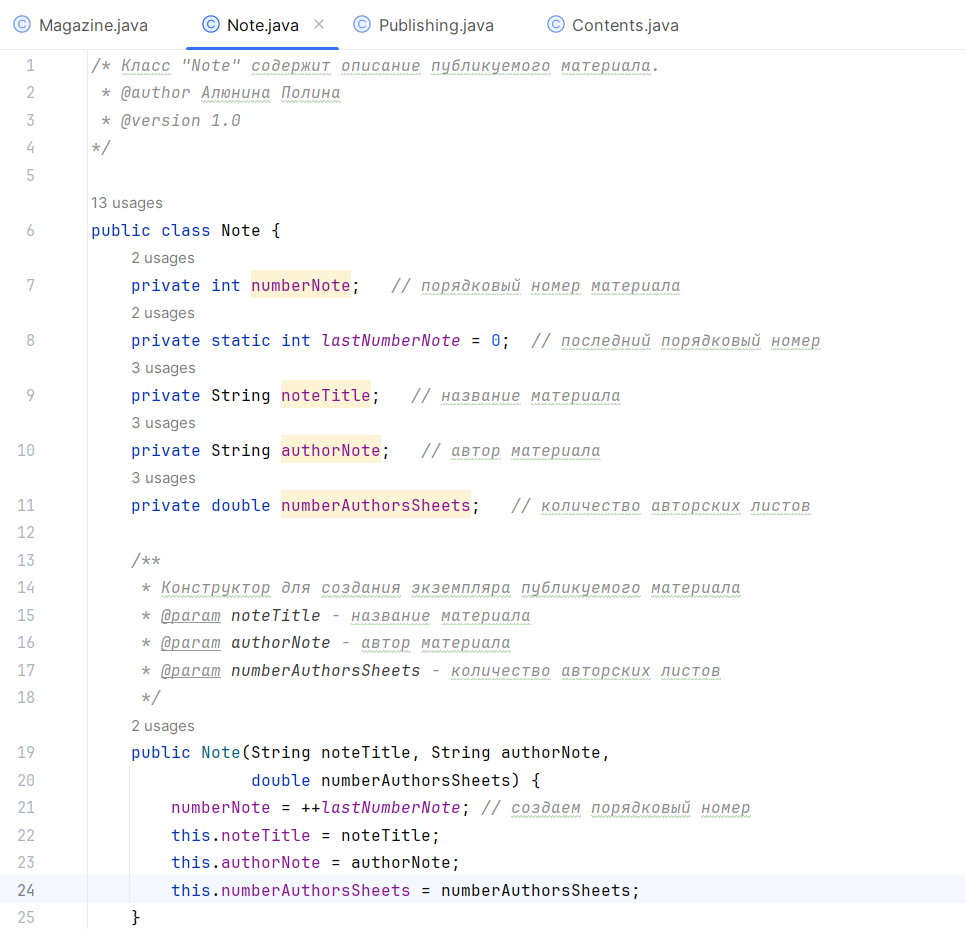 Magazine.java Note.java Publishing.java Contents.java
1 /* Класс "Note" содержит описание публикуемого материала.
2 * @author Алюнина Полина
3 * @version 1.0
4 */
5
13 usages
6 public class Note {
2 usages
7 private int numberNote; // порядковый номер материала
2 usages
8 private static int lastNumberNote = 0; // последний порядковый номер
3 usages
9 private String noteTitle; // название материала
3 usages
10 private String authorNote; // автор материала
3 usages
11 private double numberAuthorsSheets; // количество авторских листов
12
13 /**
14 * Конструктор для создания экземпляра публикуемого материала
15 * @param noteTitle - название материала
16 * @param authorNote - автор материала
17 * @param numberAuthorsSheets - количество авторских листов
18 */
2 usages
19 public Note(String noteTitle, String authorNote,
20 double numberAuthorsSheets) {
21 numberNote = ++lastNumberNote; // создаем порядковый номер
22 this.noteTitle = noteTitle;
23 this.authorNote = authorNote;
24 this.numberAuthorsSheets = numberAuthorsSheets;
25 }